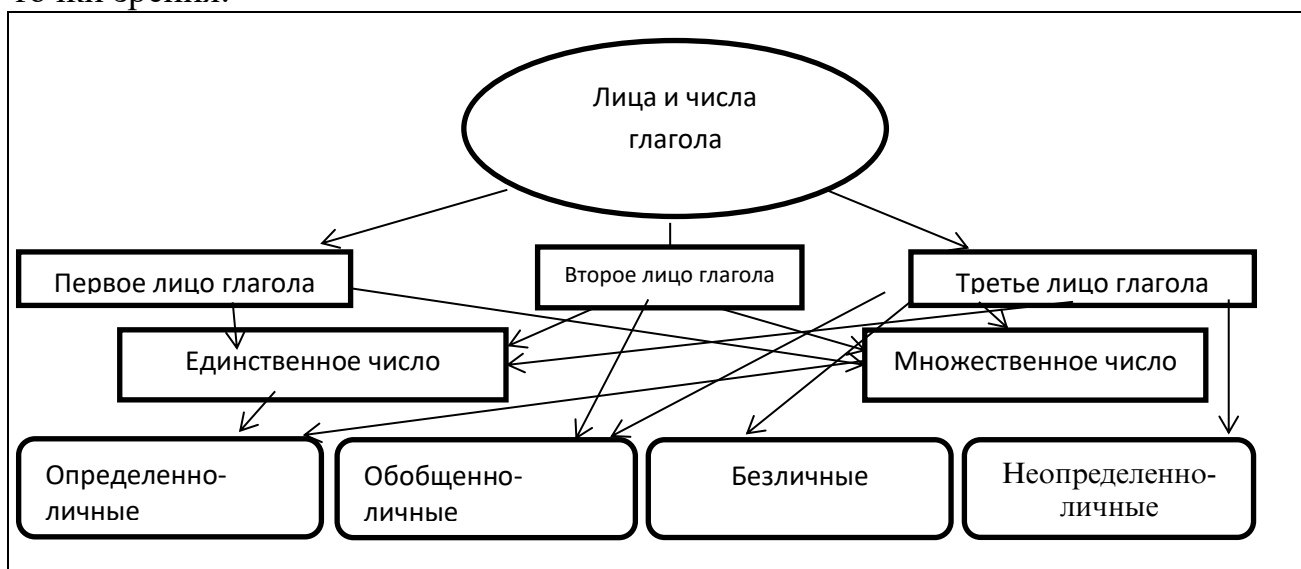 точки зрения.
Лица и числа
глагола
Первое лицо глагола
Второе лицо глагола
Третье лицо глагола
Единственное число
Множественное число
Определенно-
личные
Обобщенно-
личные
Безличные
Неопределенно-
личные